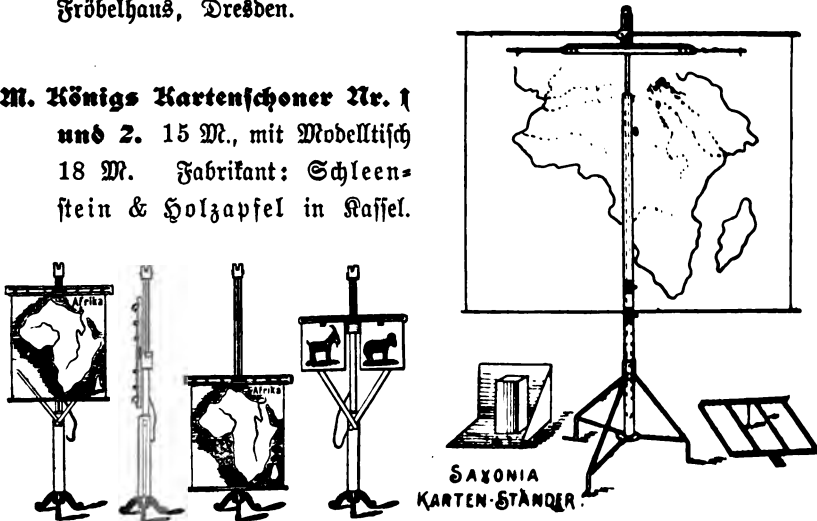 Fröbelhaus, Dresden.
M. Königs Kartenschoner Nr. 1
und 2. 15 M., mit Modelltisch
18 M. Fabrikant: Schleen-
stein & Holzapfel in Kassel.
Afrika
Afrika
SAXONIA
KARTEN-STÄNDER.